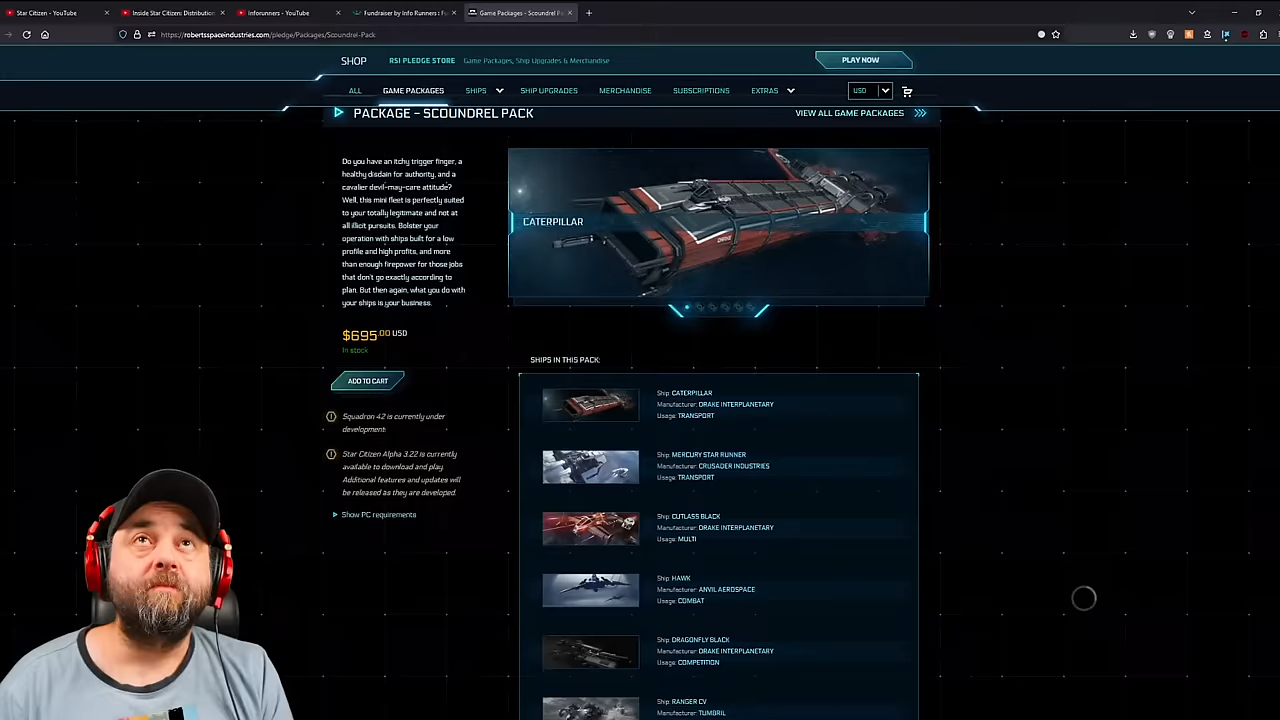 Star Citizen - YouTube
Inside Star Citizen: Distribution
Inforunners - YouTube
Fundraiser by Info Runners : F
Game Packages - Scoundrel P
https://robertsspaceindustries.com/pledge/Packages/Scoundrel-Pack
SHOP
RSI PLEDGE STORE
Game Packages, Ship Upgrades & Merchandise
PLAY NOW
ALL
GAME PACKAGES
SHIPS
SHIP UPGRADES
MERCHANDISE
SUBSCRIPTIONS
EXTRAS
USD
PACKAGE - SCOUNDREL PACK
VIEW ALL GAME PACKAGES
Do you have an itchy trigger finger, a
healthy disdain for authority, and a
cavalier devil-may-care attitude?
Well, this mini fleet is perfectly suited
to your totally legitimate and not at
all illicit pursuits. Bolster your
operation with ships built for a low
profile and high profits, and more
than enough firepower for those jobs
that don't go exactly according to
plan. But then again, what you do with
your ships is your business.
CATERPILLAR
$695.00 USD
In stock
ADD TO CART
Squadron 42 is currently under
development.
Star Citizen Alpha 3.22 is currently
available to download and play.
Additional features and updates will
be released as they are developed.
Show PC requirements
SHIPS IN THIS PACK:
Ship: CATERPILLAR
Manufacturer: DRAKE INTERPLANETARY
Usage: TRANSPORT
Ship: MERCURY STAR RUNNER
Manufacturer: CRUSADER INDUSTRIES
Usage: TRANSPORT
Ship: CUTLASS BLACK
Manufacturer: DRAKE INTERPLANETARY
Usage: MULTI
Ship: HAWK
Manufacturer: ANVIL AEROSPACE
Usage: COMBAT
Ship: DRAGONFLY BLACK
Manufacturer: DRAKE INTERPLANETARY
Usage: COMPETITION
Ship: RANGER CV
Manufacturer: TUMBRIL